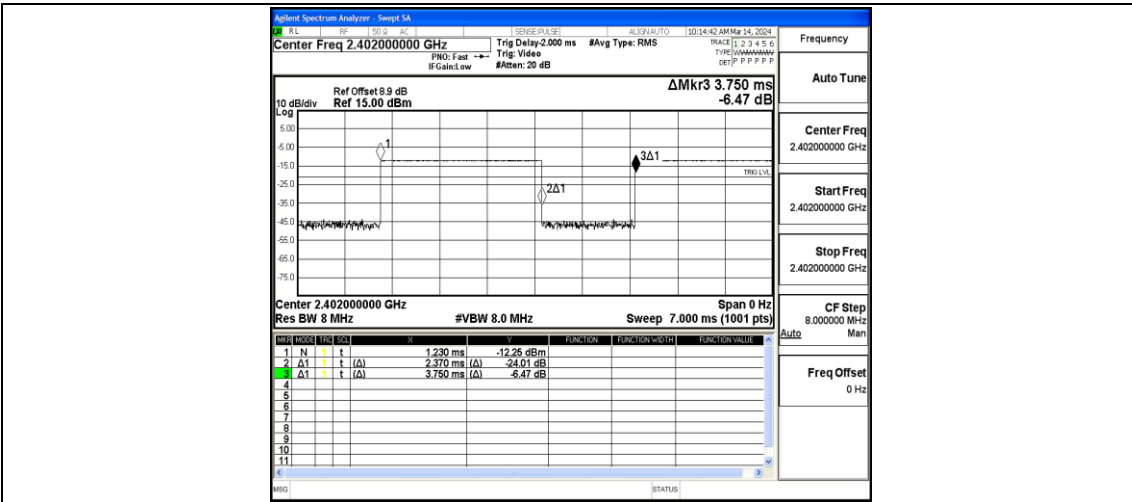 Agilent Spectrum Analyzer - Swept SA
RL RF 50 Ω AC SENSE:PULSE ALIGN AUTO 10:14:42 AM Mar 14, 2024
Center Freq 2.402000000 GHz
Trig Delay-2.000 ms #Avg Type: RMS
TRACE 1 2 3 4 5 6
PNO: Fast Trig: Video
TYPE WWWWWW
IFGain:Low #Atten: 20 dB
DET P P P P P P
ΔMkr3 3.750 ms
-6.47 dB
Ref Offset 8.9 dB
10 dB/div Ref 15.00 dBm
Log
5.00
-5.00
-15.0
-25.0
-35.0
-45.0
-55.0
-65.0
-75.0
1
2Δ1
3Δ1
TRIG LVL
Center 2.402000000 GHz Span 0 Hz
Res BW 8 MHz #VBW 8.0 MHz Sweep 7.000 ms (1001 pts)
MKR MODE TRC SCL X Y FUNCTION FUNCTION WIDTH FUNCTION VALUE
1 N 1 t 1.230 ms -12.25 dBm
2 Δ1 1 t (Δ) 2.370 ms (Δ) -24.01 dB
3 Δ1 1 t (Δ) 3.750 ms (Δ) -6.47 dB
4
5
6
7
8
9
10
11
MSG STATUS
Frequency
Auto Tune
Center Freq
2.402000000 GHz
Start Freq
2.402000000 GHz
Stop Freq
2.402000000 GHz
CF Step
8.000000 MHz
Auto Man
Freq Offset
0 Hz